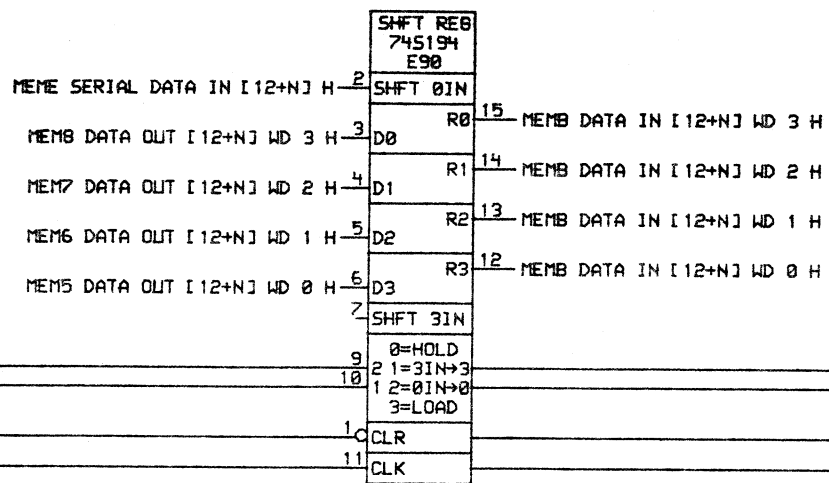 SHFT REG
74S194
E90
MEME SERIAL DATA IN [12+N] H 2 SHFT 0IN
R0 15 MEMB DATA IN [12+N] WD 3 H
MEM8 DATA OUT [12+N] WD 3 H 3 D0
R1 14 MEMB DATA IN [12+N] WD 2 H
MEM7 DATA OUT [12+N] WD 2 H 4 D1
R2 13 MEMB DATA IN [12+N] WD 1 H
MEM6 DATA OUT [12+N] WD 1 H 5 D2
R3 12 MEMB DATA IN [12+N] WD 0 H
MEM5 DATA OUT [12+N] WD 0 H 6 D3
7 SHFT 3IN
0=HOLD
9 2 1=3IN→3
10 1 2=0IN→0
3=LOAD
1 CLR
11 CLK